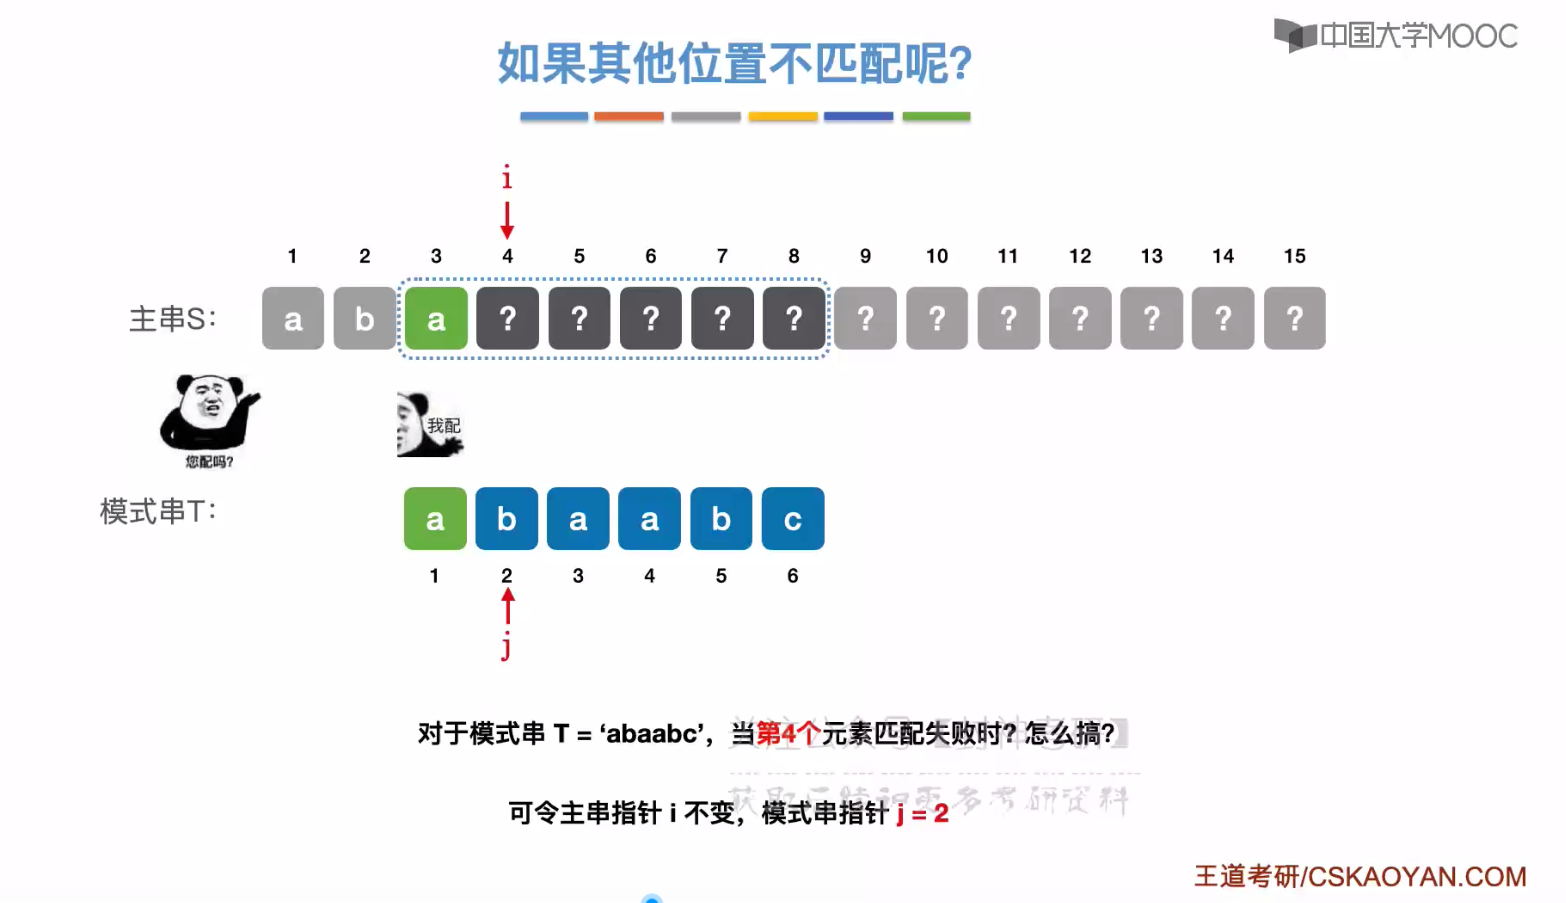 中国大学MOOC
如果其他位置不匹配呢?
i
1 2 3 4 5 6 7 8 9 10 11 12 13 14 15
主串S: a b a ? ? ? ? ? ? ? ? ? ? ? ?
我配
您配吗?
模式串T: a b a a b c
1 2 3 4 5 6
j
对于模式串 T = ‘abaabc’，当第4个元素匹配失败时? 怎么搞?
可令主串指针 i 不变，模式串指针 j = 2
王道考研/CSKAOYAN.COM